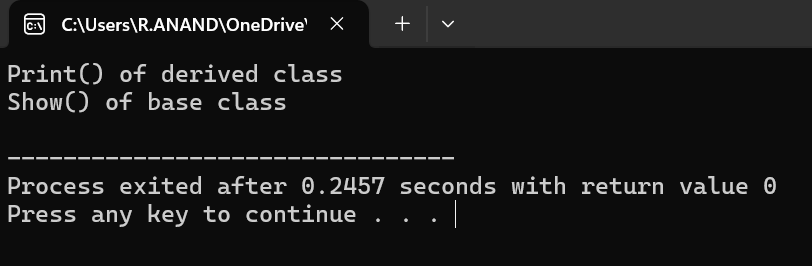 C:\Users\R.ANAND\OneDrive\
Print() of derived class
Show() of base class
--------------------------------
Process exited after 0.2457 seconds with return value 0
Press any key to continue . . .